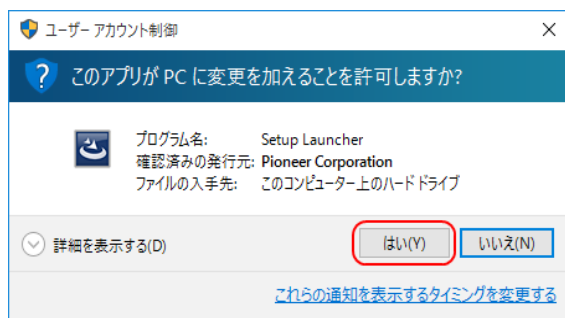 ユーザー アカウント制御
このアプリが PC に変更を加えることを許可しますか?
プログラム名: Setup Launcher
確認済みの発行元: Pioneer Corporation
ファイルの入手先: このコンピューター上のハード ドライブ
詳細を表示する(D)
はい(Y)
いいえ(N)
これらの通知を表示するタイミングを変更する